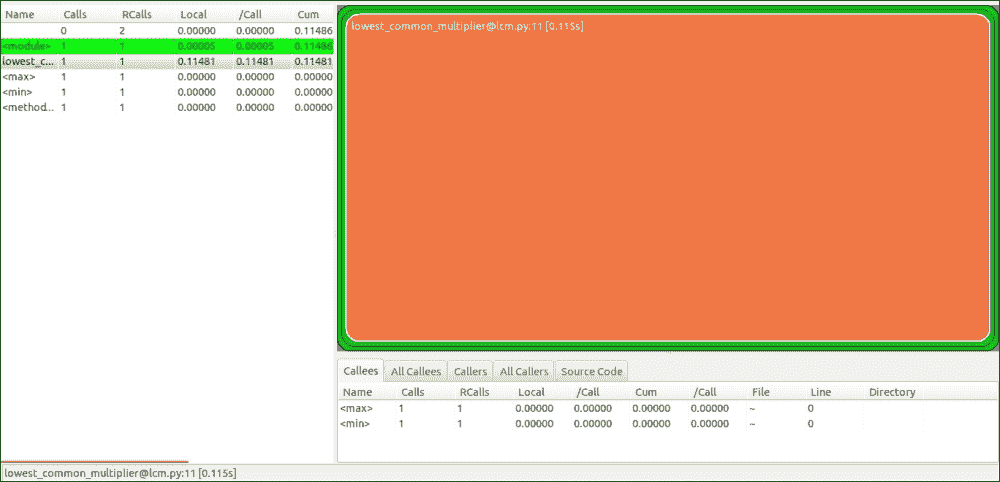 Name Calls RCalls Local /Call Cum
0 2 0.00000 0.00000 0.11486
<module> 1 1 0.00005 0.00005 0.11486
lowest_c... 1 1 0.11481 0.11481 0.11481
<max> 1 1 0.00000 0.00000 0.00000
<min> 1 1 0.00000 0.00000 0.00000
<method... 1 1 0.00000 0.00000 0.00000
lowest_common_multiplier@lcm.py:11 [0.115s]
Callees All Callees Callers All Callers Source Code
Name Calls RCalls Local /Call Cum /Call File Line Directory
<max> 1 1 0.00000 0.00000 0.00000 0.00000 ~ 0
<min> 1 1 0.00000 0.00000 0.00000 0.00000 ~ 0
lowest_common_multiplier@lcm.py:11 [0.115s]